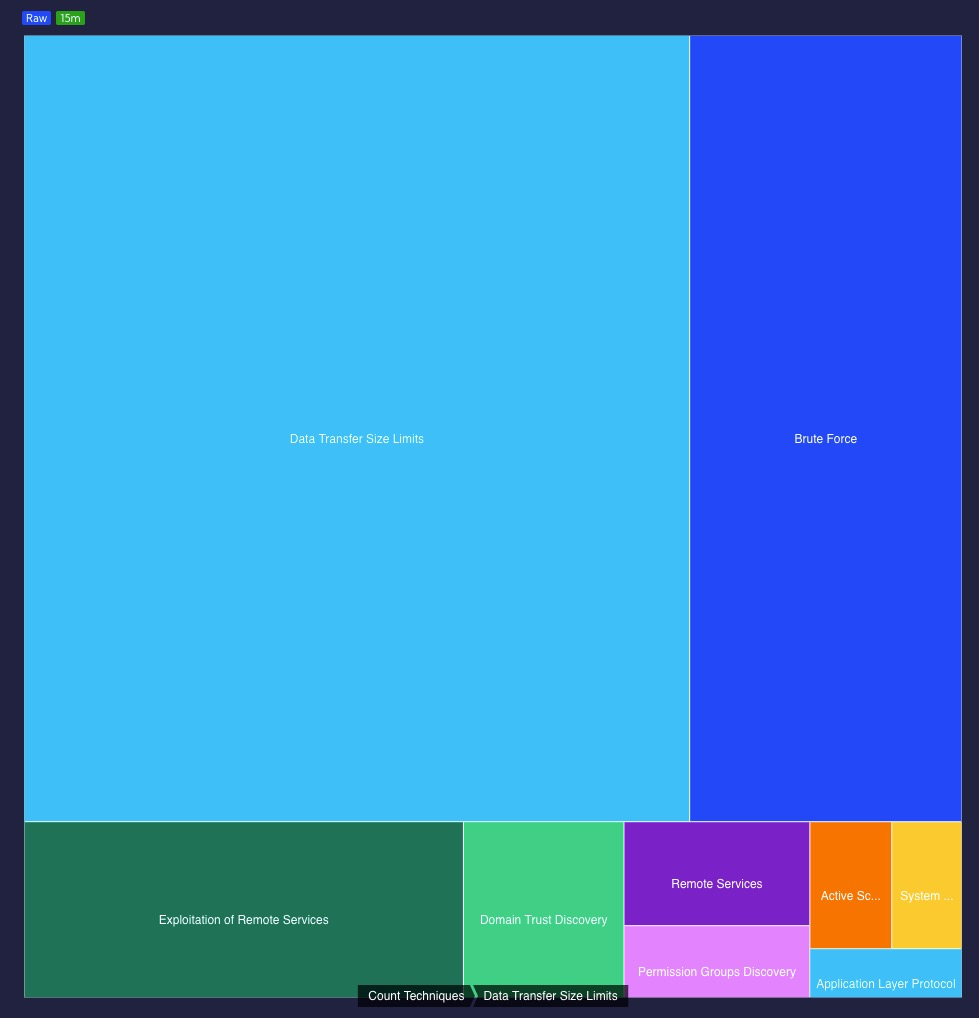 Raw 15m
Data Transfer Size Limits
Brute Force
Exploitation of Remote Services
Domain Trust Discovery
Remote Services
Permission Groups Discovery
Active Sc...
System ...
Application Layer Protocol
Count Techniques Data Transfer Size Limits